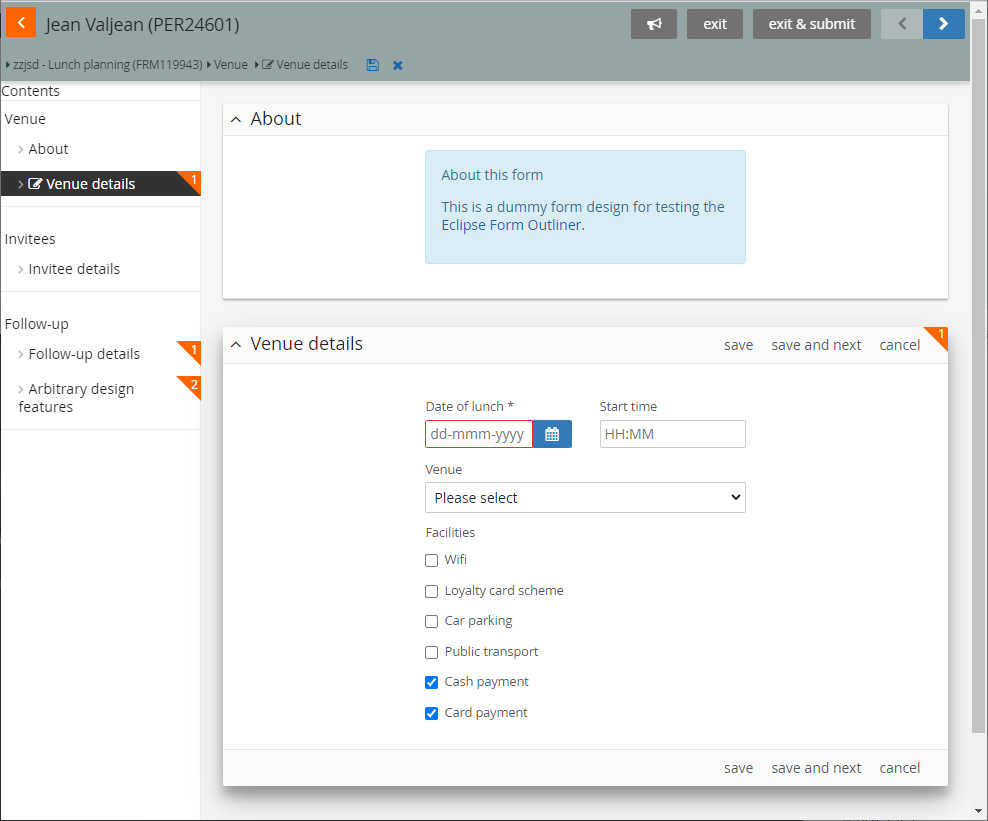 Jean Valjean (PER24601)
exit
exit & submit
zzjsd - Lunch planning (FRM119943) Venue Venue details
Contents
Venue
About
Venue details 1
Invitees
Invitee details
Follow-up
Follow-up details 1
Arbitrary design 2
features
About
About this form
This is a dummy form design for testing the
Eclipse Form Outliner.
Venue details
save save and next cancel 1
Date of lunch * Start time
dd-mmm-yyyy HH:MM
Venue
Please select
Facilities
Wifi
Loyalty card scheme
Car parking
Public transport
Cash payment
Card payment
save save and next cancel